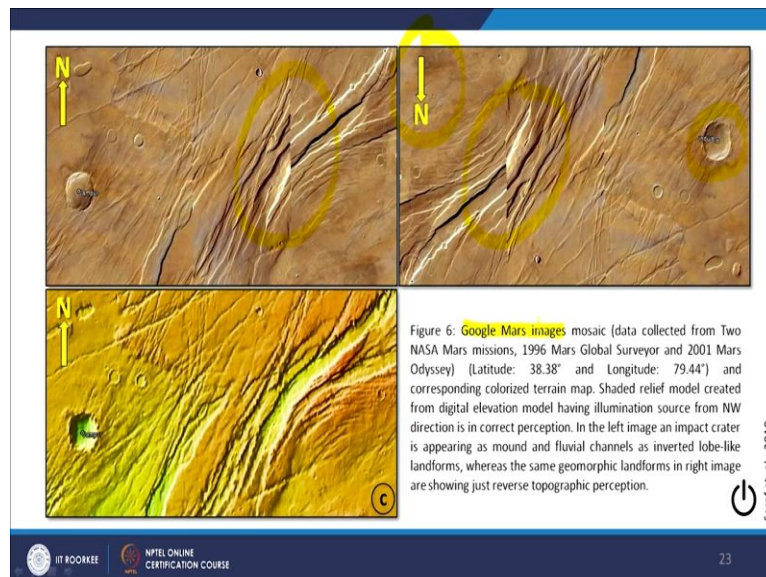 N
N
N
C
Figure 6: Google Mars images mosaic (data collected from Two
NASA Mars missions, 1996 Mars Global Surveyor and 2001 Mars
Odyssey) (Latitude: 38.38° and Longitude: 79.44°) and
corresponding colorized terrain map. Shaded relief model created
from digital elevation model having illumination source from NW
direction is in correct perception. In the left image an impact crater
is appearing as mound and fluvial channels as inverted lobe-like
landforms, whereas the same geomorphic landforms in right image
are showing just reverse topographic perception.
IIT ROORKEE
NPTEL ONLINE
CERTIFICATION COURSE
23